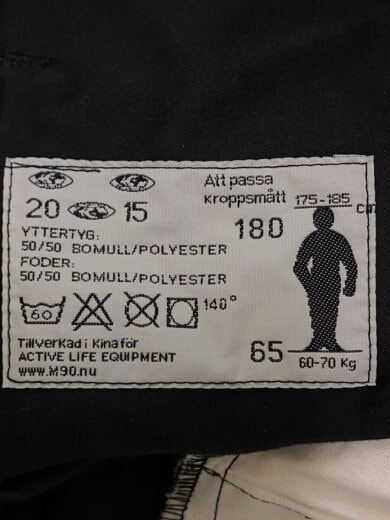 Att passa
kroppsmått 175-185 cm
20 15
180
YTTERTYG:
50/50 BOMULL/POLYESTER
FODER:
50/50 BOMULL/POLYESTER
60 140°
Tillverkad i Kina för
ACTIVE LIFE EQUIPMENT
www.M90.nu
65
60-70 Kg